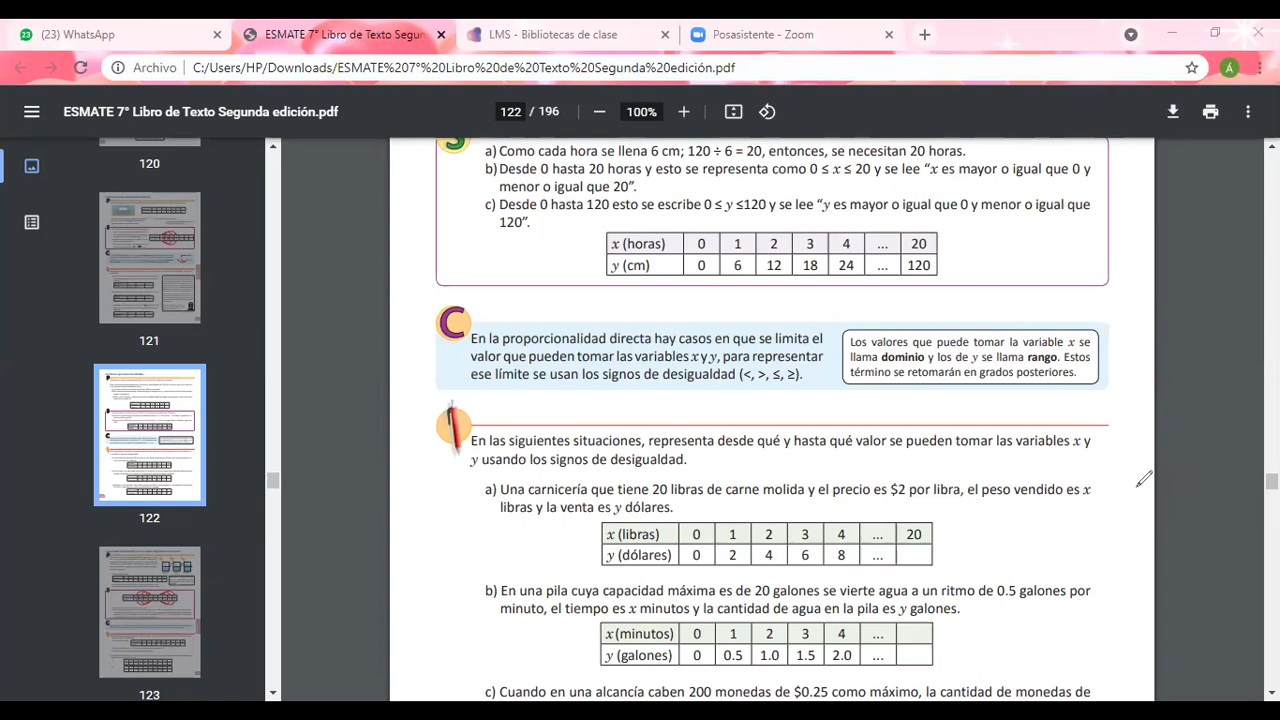 (23) WhatsApp
ESMATE 7° Libro de Texto Segun
LMS - Bibliotecas de clase
Posasistente - Zoom
Archivo
C:/Users/HP/Downloads/ESMATE%207°%20Libro%20de%20Texto%20Segunda%20edición.pdf
Á
ESMATE 7° Libro de Texto Segunda edición.pdf
122 / 196
100%
120
121
122
123
a) Como cada hora se llena 6 cm; 120 ÷ 6 = 20, entonces, se necesitan 20 horas.
b) Desde 0 hasta 20 horas y esto se representa como 0 ≤ x ≤ 20 y se lee “x es mayor o igual que 0 y
menor o igual que 20”.
c) Desde 0 hasta 120 esto se escribe 0 ≤ y ≤120 y se lee “y es mayor o igual que 0 y menor o igual que
120”.
x (horas) 0 1 2 3 4 ... 20
y (cm) 0 6 12 18 24 ... 120
C
En la proporcionalidad directa hay casos en que se limita el
valor que pueden tomar las variables x y y, para representar
ese límite se usan los signos de desigualdad (<, >, ≤, ≥).
Los valores que puede tomar la variable x se
llama dominio y los de y se llama rango. Estos
término se retomarán en grados posteriores.
En las siguientes situaciones, representa desde qué y hasta qué valor se pueden tomar las variables x y
y usando los signos de desigualdad.
a) Una carnicería que tiene 20 libras de carne molida y el precio es $2 por libra, el peso vendido es x
libras y la venta es y dólares.
x (libras) 0 1 2 3 4 ... 20
y (dólares) 0 2 4 6 8 ...
b) En una pila cuya capacidad máxima es de 20 galones se vierte agua a un ritmo de 0.5 galones por
minuto, el tiempo es x minutos y la cantidad de agua en la pila es y galones.
x (minutos) 0 1 2 3 4 ...
y (galones) 0 0.5 1.0 1.5 2.0 ...
c) Cuando en una alcancía caben 200 monedas de $0.25 como máximo, la cantidad de monedas de